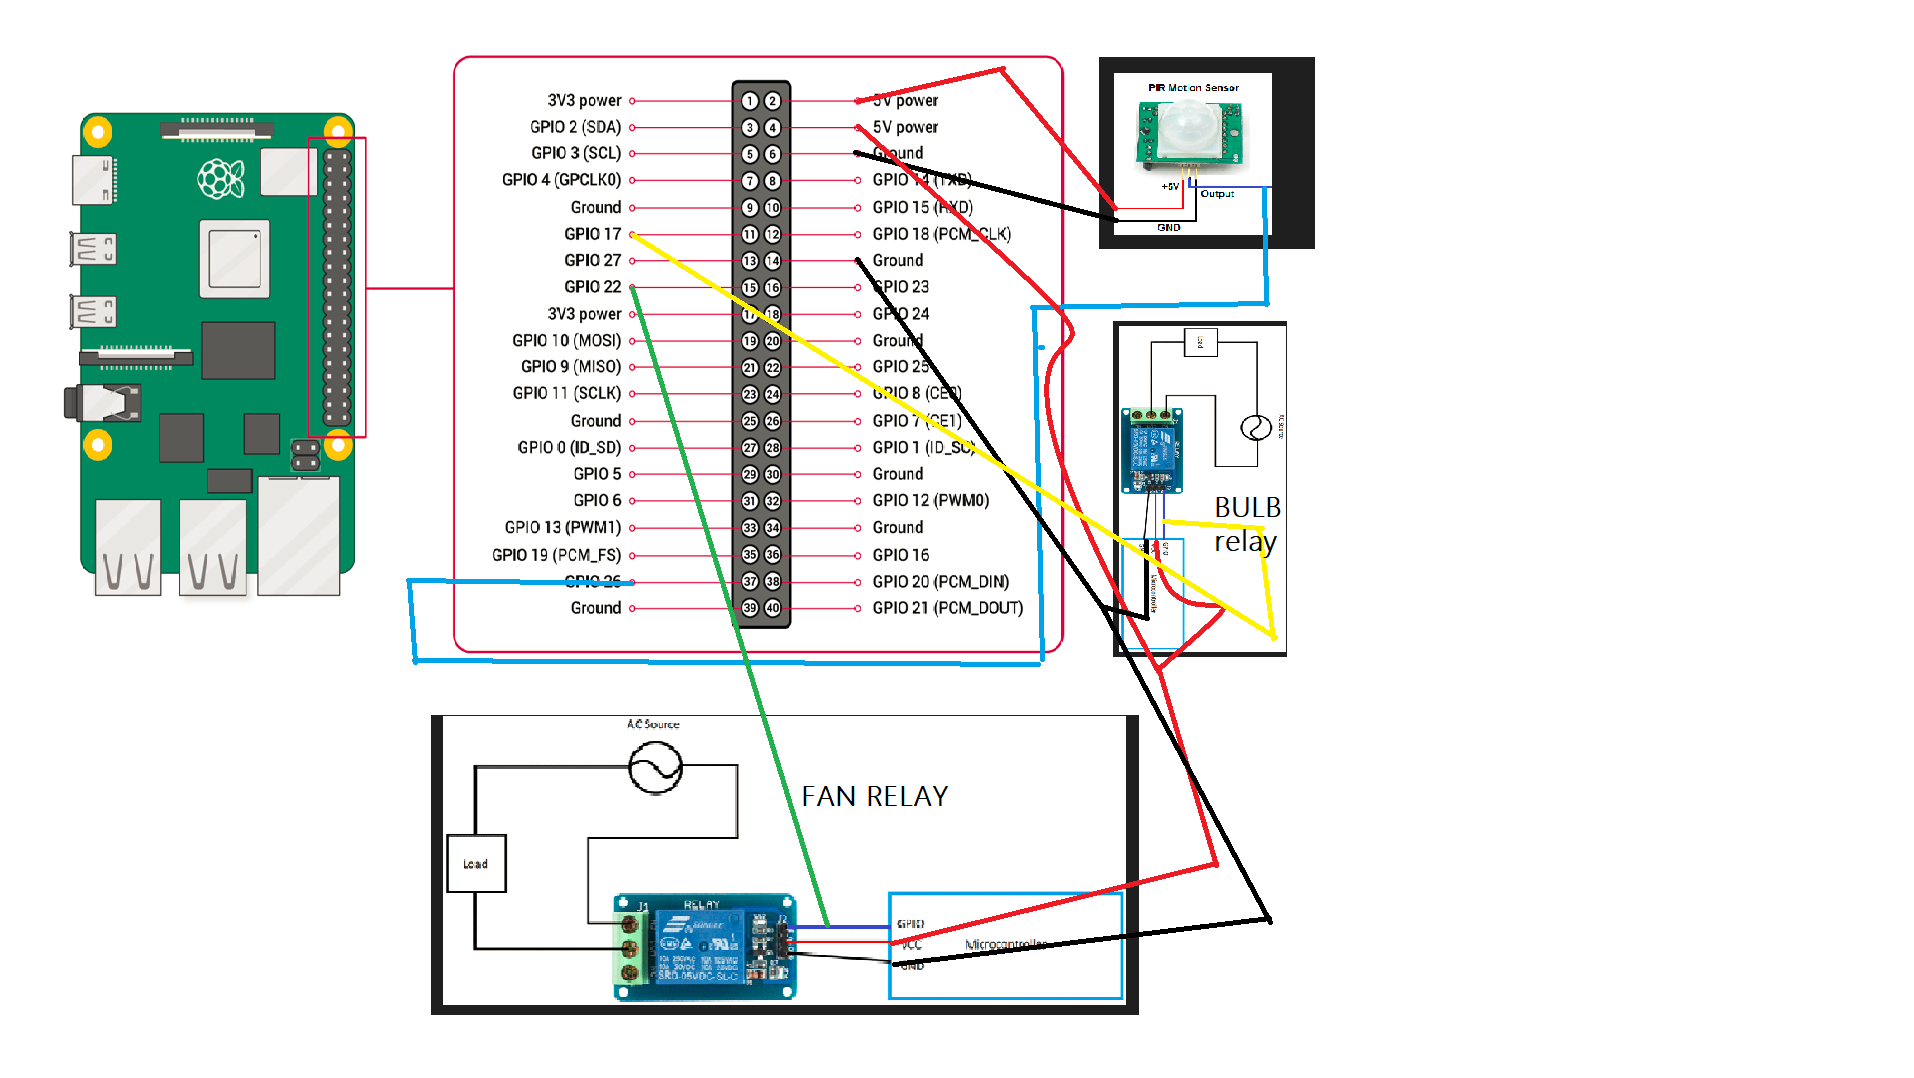 3V3 power 1 2 5V power
GPIO 2 (SDA) 3 4 5V power
GPIO 3 (SCL) 5 6 Ground
GPIO 4 (GPCLK0) 7 8 GPIO 14 (TXD)
Ground 9 10 GPIO 15 (RXD)
GPIO 17 11 12 GPIO 18 (PCM_CLK)
GPIO 27 13 14 Ground
GPIO 22 15 16 GPIO 23
3V3 power 17 18 GPIO 24
GPIO 10 (MOSI) 19 20 Ground
GPIO 9 (MISO) 21 22 GPIO 25
GPIO 11 (SCLK) 23 24 GPIO 8 (CE0)
Ground 25 26 GPIO 7 (CE1)
GPIO 0 (ID_SD) 27 28 GPIO 1 (ID_SC)
GPIO 5 29 30 Ground
GPIO 6 31 32 GPIO 12 (PWM0)
GPIO 13 (PWM1) 33 34 Ground
GPIO 19 (PCM_FS) 35 36 GPIO 16
GPIO 26 37 38 GPIO 20 (PCM_DIN)
Ground 39 40 GPIO 21 (PCM_DOUT)
PIR Motion Sensor
+5V
Output
GND
Load
RELAY
BULB
relay
GPIO
Microcontroller
AC Source
FAN RELAY
Load
J1
RELAY
J2
SRD-05VDC-SL-C
GPIO
VCC
Microcontroller
GND